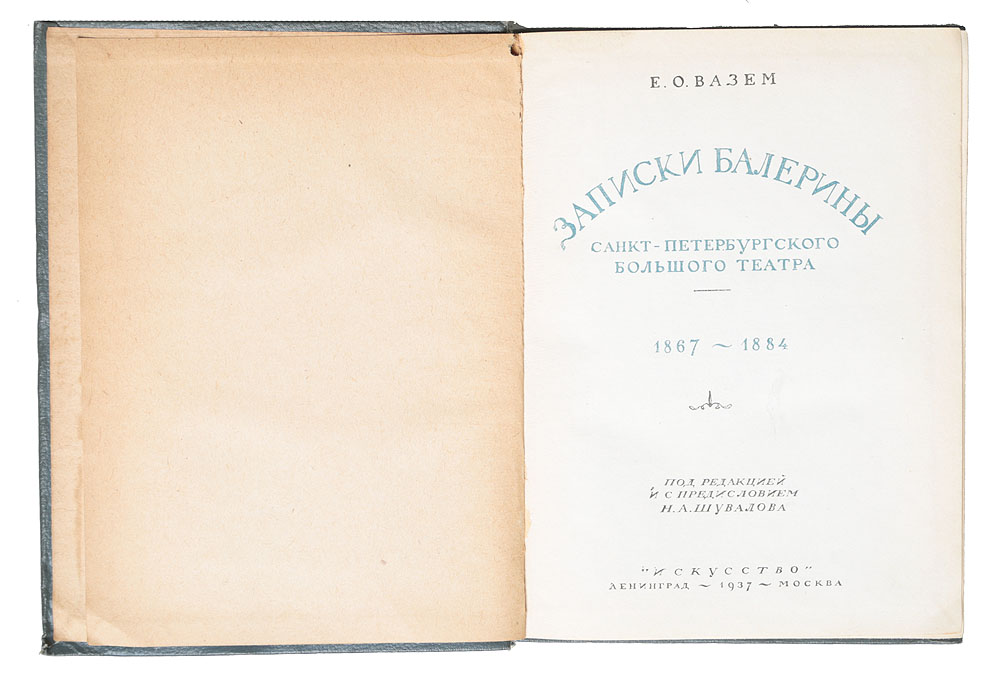 Е. О. ВАЗЕМ
ЗАПИСКИ БАЛЕРИНЫ
САНКТ-ПЕТЕРБУРГСКОГО
БОЛЬШОГО ТЕАТРА
1867 ~ 1884
ПОД РЕДАКЦИЕЙ
И С ПРЕДИСЛОВИЕМ
Н. А. ШУВАЛОВА
"ИСКУССТВО"
ЛЕНИНГРАД ~ 1937 ~ МОСКВА